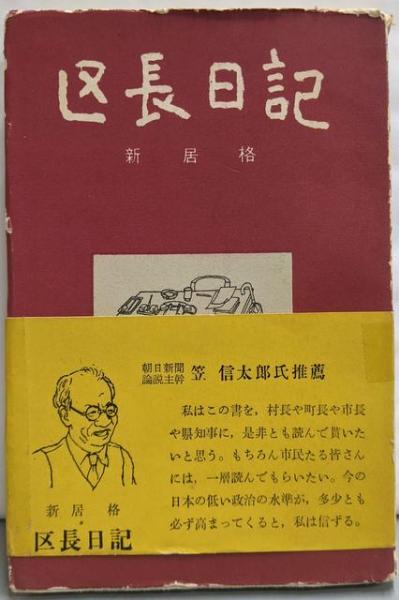 区長日記
新居格
朝日新聞
論説主幹 笠 信太郎氏推薦
私はこの書を，村長や町長や市長
や県知事に，是非とも読んで貰いた
いと思う。もちろん市民たる皆さん
には，一層読んでもらいたい。今の
日本の低い政治の水準が，多少とも
必ず高まってくると，私は信ずる。
新居格
区長日記